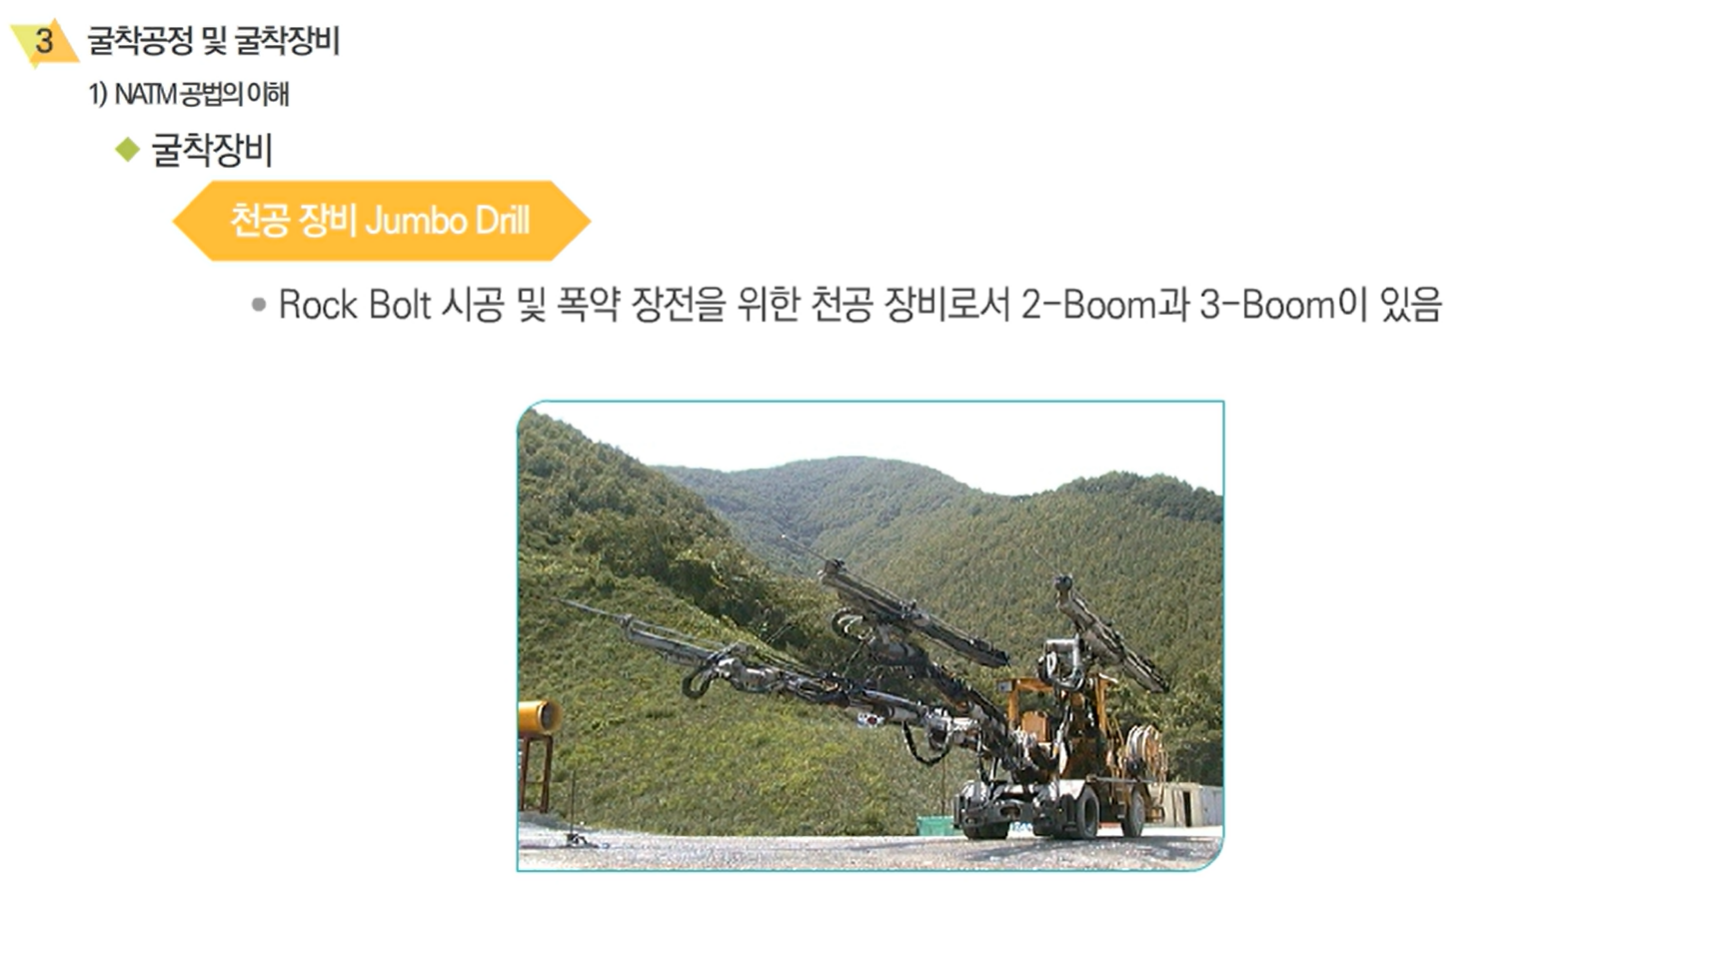 3 굴착공정 및 굴착장비
1) NATM 공법의 이해
굴착장비
천공 장비 Jumbo Drill
Rock Bolt 시공 및 폭약 장전을 위한 천공 장비로서 2-Boom과 3-Boom이 있음